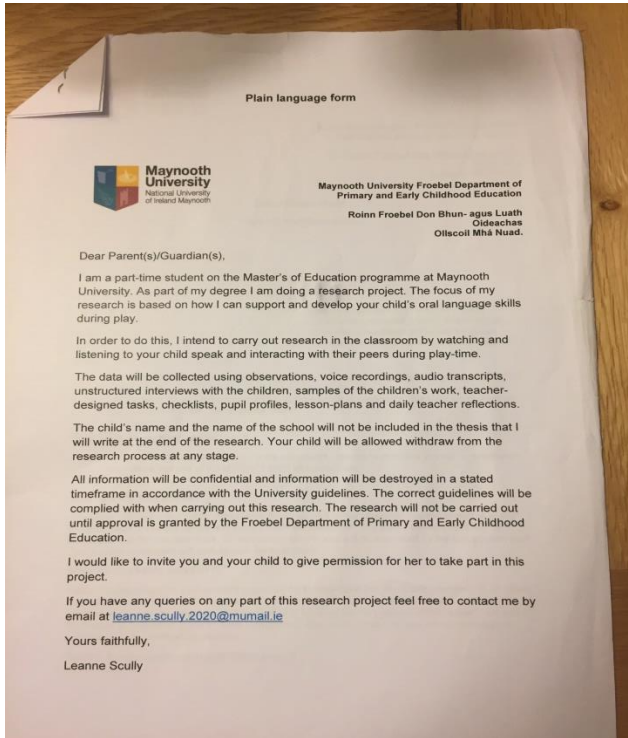 Plain language form
Maynooth
University
National University
of Ireland Maynooth
Maynooth University Froebel Department of
Primary and Early Childhood Education
Roinn Froebel Don Bhun- agus Luath
Oideachas
Ollscoil Mhá Nuad.
Dear Parent(s)/Guardian(s),
I am a part-time student on the Master's of Education programme at Maynooth
University. As part of my degree I am doing a research project. The focus of my
research is based on how I can support and develop your child's oral language skills
during play.
In order to do this, I intend to carry out research in the classroom by watching and
listening to your child speak and interacting with their peers during play-time.
The data will be collected using observations, voice recordings, audio transcripts,
unstructured interviews with the children, samples of the children's work, teacher-
designed tasks, checklists, pupil profiles, lesson-plans and daily teacher reflections.
The child's name and the name of the school will not be included in the thesis that I
will write at the end of the research. Your child will be allowed withdraw from the
research process at any stage.
All information will be confidential and information will be destroyed in a stated
timeframe in accordance with the University guidelines. The correct guidelines will be
complied with when carrying out this research. The research will not be carried out
until approval is granted by the Froebel Department of Primary and Early Childhood
Education.
I would like to invite you and your child to give permission for her to take part in this
project.
If you have any queries on any part of this research project feel free to contact me by
email at leanne.scully.2020@mumail.ie
Yours faithfully,
Leanne Scully